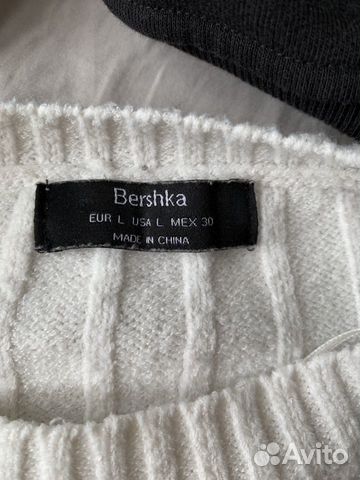 Bershka
EUR L USA L MEX 30
MADE IN CHINA
Avito